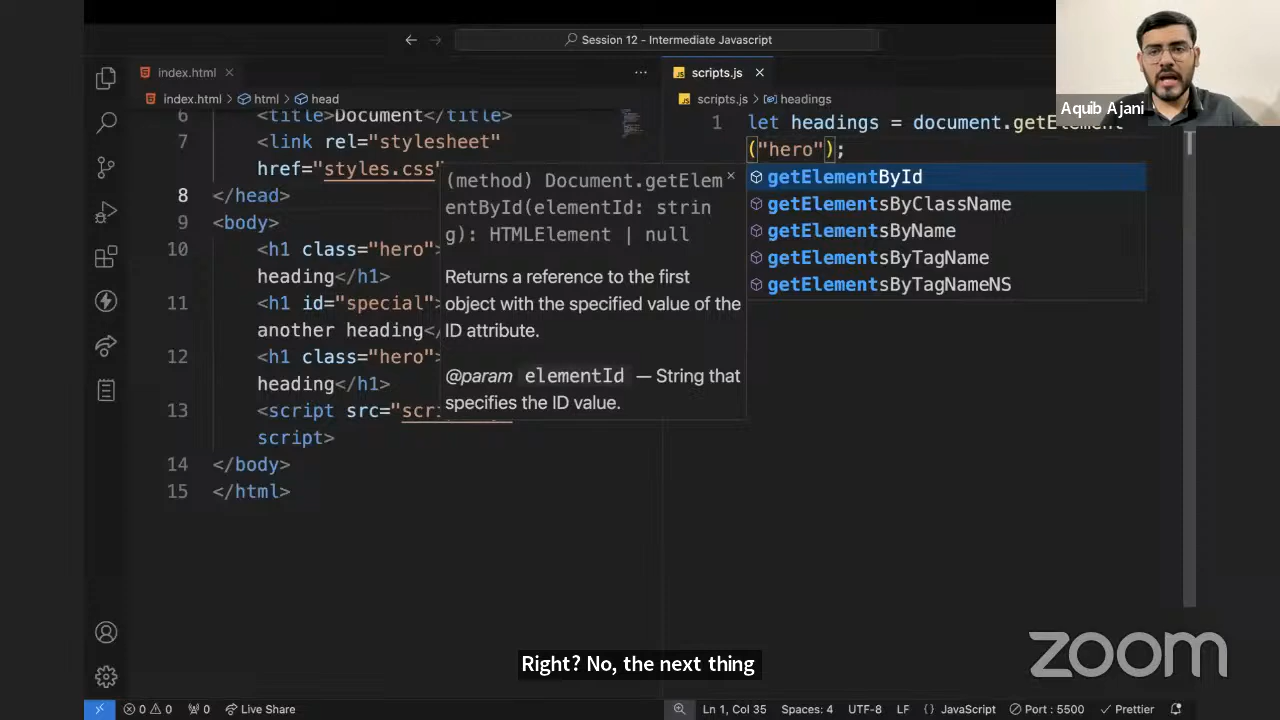 Session 12 - Intermediate Javascript
Aquib Ajani
index.html
index.html > html > head
6 <title>Document</title>
7 <link rel="stylesheet"
href="styles.css"
8 </head>
9 <body>
10 <h1 class="hero">
heading</h1>
11 <h1 id="special">
another heading</
12 <h1 class="hero">
heading</h1>
13 <script src="scri
script>
14 </body>
15 </html>
(method) Document.getElem
entById(elementId: strin
g): HTMLElement | null
Returns a reference to the first
object with the specified value of the
ID attribute.
@param elementId — String that
specifies the ID value.
JS scripts.js
JS scripts.js > headings
1 let headings = document.getElement
("hero");
getElementById
getElementsByClassName
getElementsByName
getElementsByTagName
getElementsByTagNameNS
Right? No, the next thing
zoom
0 0 0 Live Share Ln 1, Col 35 Spaces: 4 UTF-8 LF {} JavaScript Port : 5500 Prettier